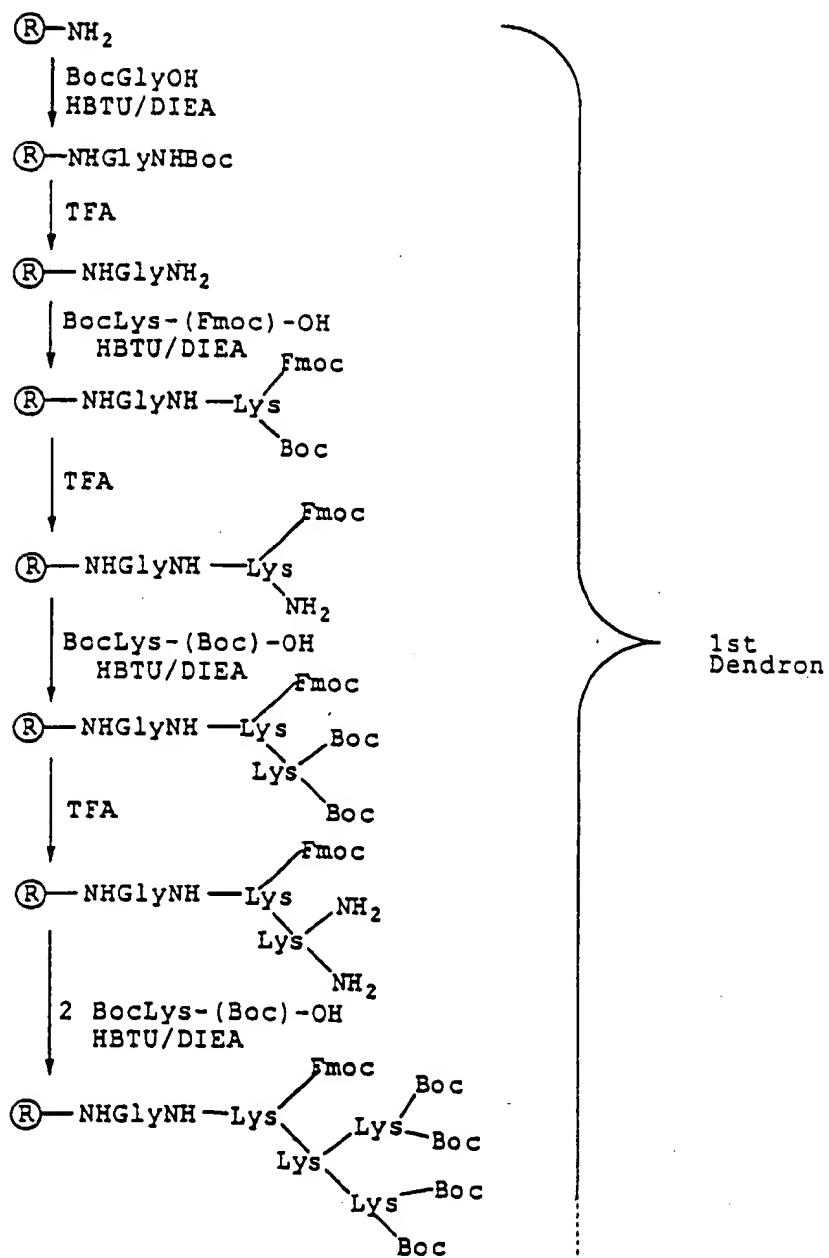 Ⓡ—NH2
BocGlyOH
HBTU/DIEA
Ⓡ—NHGlyNHBoc
TFA
Ⓡ—NHGlyNH2
BocLys-(Fmoc)-OH
HBTU/DIEA
Fmoc
Ⓡ—NHGlyNH—Lys
Boc
TFA
Fmoc
Ⓡ—NHGlyNH—Lys
NH2
BocLys-(Boc)-OH
HBTU/DIEA
1st
Dendron
Fmoc
Ⓡ—NHGlyNH—Lys
Boc
Lys
Boc
TFA
Fmoc
Ⓡ—NHGlyNH—Lys
NH2
Lys
NH2
2 BocLys-(Boc)-OH
HBTU/DIEA
Fmoc
Boc
Ⓡ—NHGlyNH—Lys
Lys
Boc
Lys
Boc
Lys
Boc